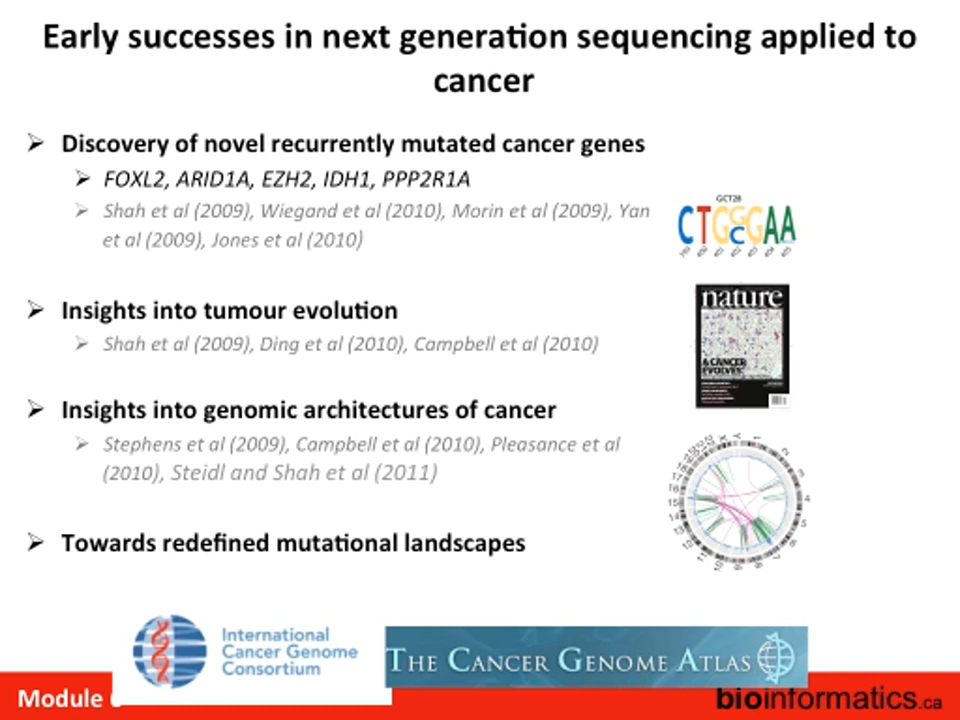 Early successes in next generation sequencing applied to
cancer
Discovery of novel recurrently mutated cancer genes
FOXL2, ARID1A, EZH2, IDH1, PPP2R1A
Shah et al (2009), Wiegand et al (2010), Morin et al (2009), Yan
et al (2009), Jones et al (2010)
GCT28
Insights into tumour evolution
Shah et al (2009), Ding et al (2010), Campbell et al (2010)
nature
A CANCER
EVOLVES
Insights into genomic architectures of cancer
Stephens et al (2009), Campbell et al (2010), Pleasance et al
(2010), Steidl and Shah et al (2011)
Towards redefined mutational landscapes
International
Cancer Genome
Consortium
THE CANCER GENOME ATLAS
Module
bioinformatics.ca